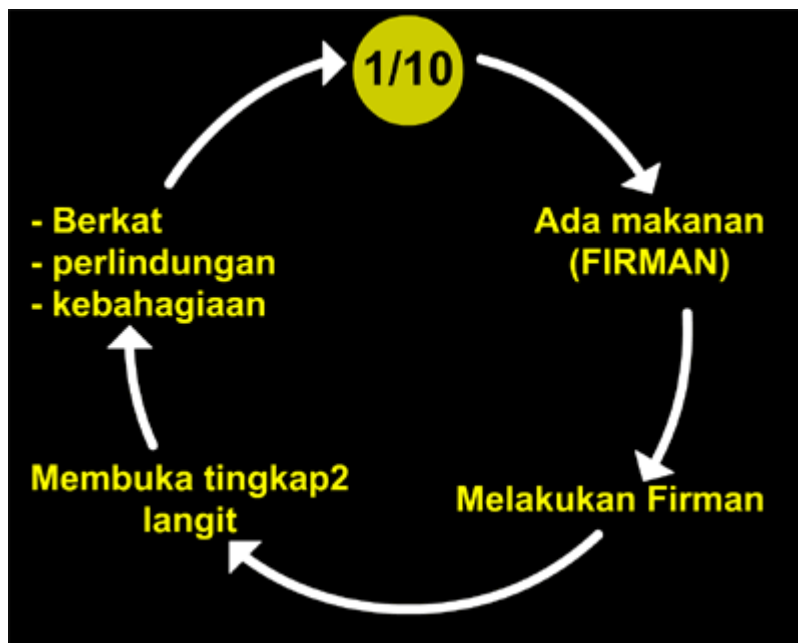 1/10
Ada makanan
(FIRMAN)
Melakukan Firman
Membuka tingkap2
langit
- Berkat
- perlindungan
- kebahagiaan